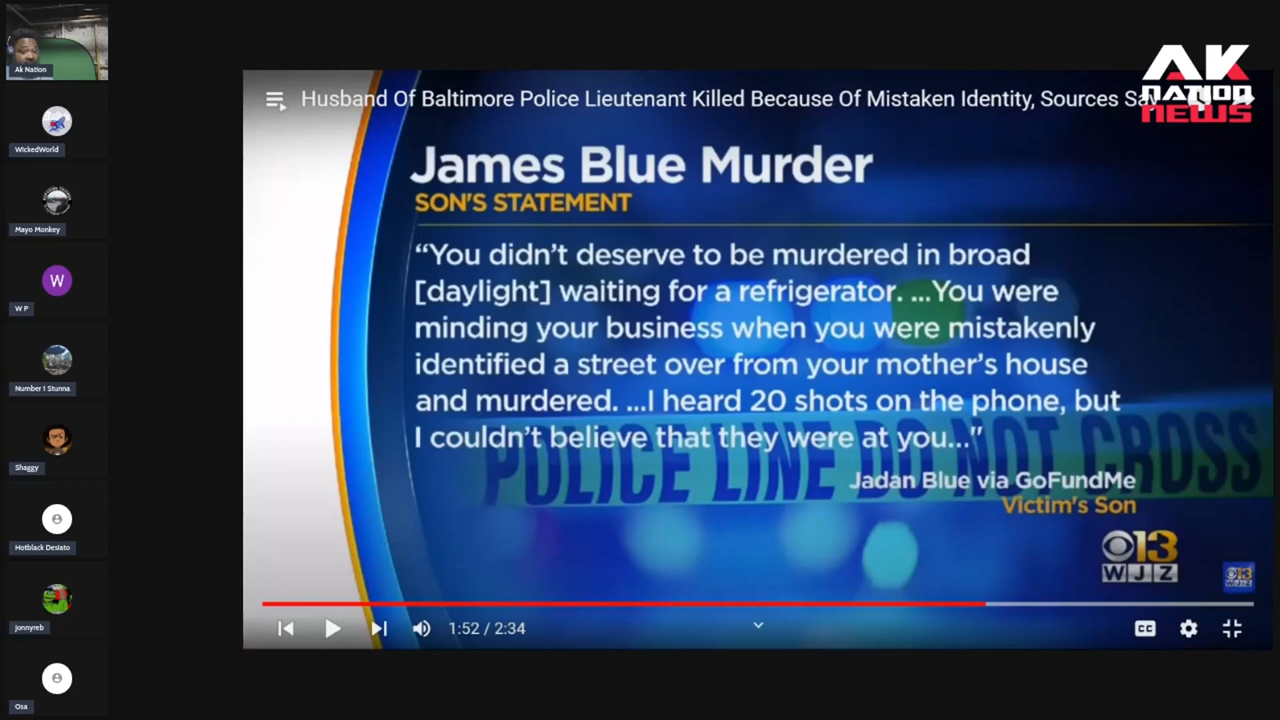 Ak Nation
WickedWorld
Mayo Monkey
W
W P
Number 1 Stunna
Shaggy
Hotblack Desiato
Jonnyreb
Osa
Husband Of Baltimore Police Lieutenant Killed Because Of Mistaken Identity, Sources Say
AK
NATION
NEWS
James Blue Murder
SON'S STATEMENT
“You didn’t deserve to be murdered in broad
[daylight] waiting for a refrigerator. ...You were
minding your business when you were mistakenly
identified a street over from your mother’s house
and murdered. ...I heard 20 shots on the phone, but
I couldn’t believe that they were at you..."
POLICE LINE DO NOT CROSS
Jadan Blue via GoFundMe
Victim's Son
13
WJZ
13
1:52 / 2:34
CC